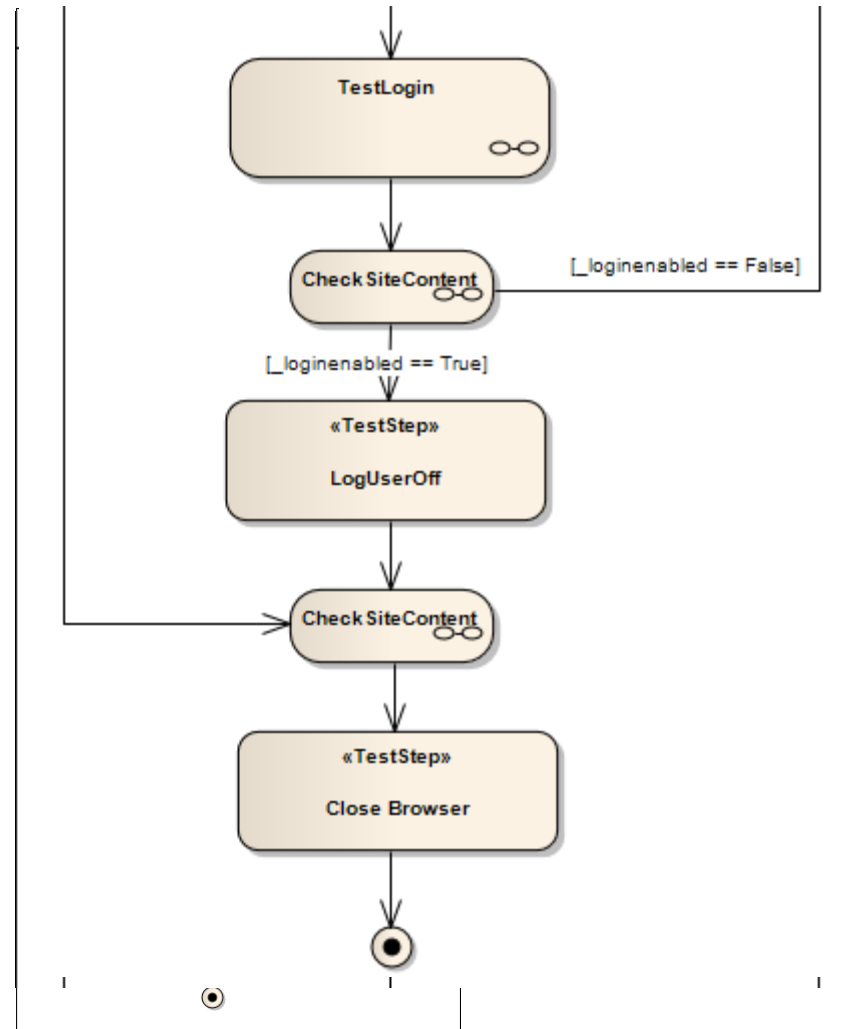 TestLogin
CheckSiteContent
[_loginenabled == False]
[_loginenabled == True]
«TestStep»
LogUserOff
CheckSiteContent
«TestStep»
Close Browser